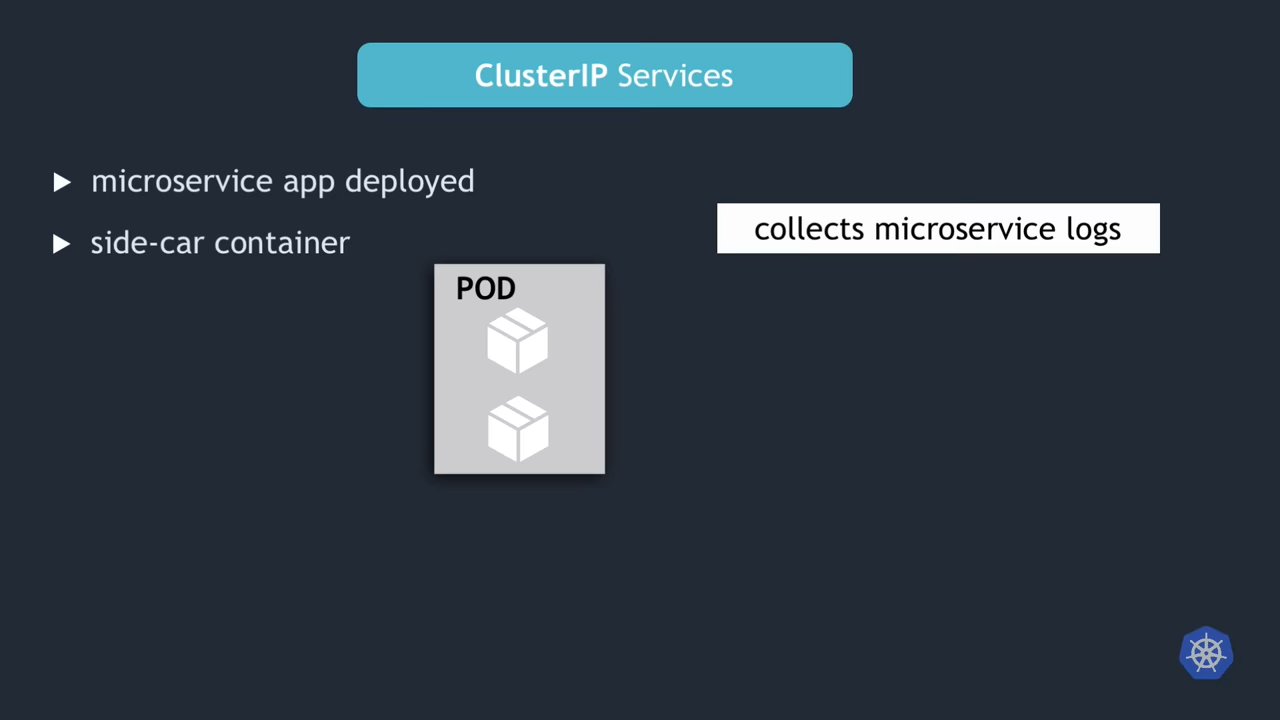 ClusterIP Services
microservice app deployed
side-car container
collects microservice logs
POD